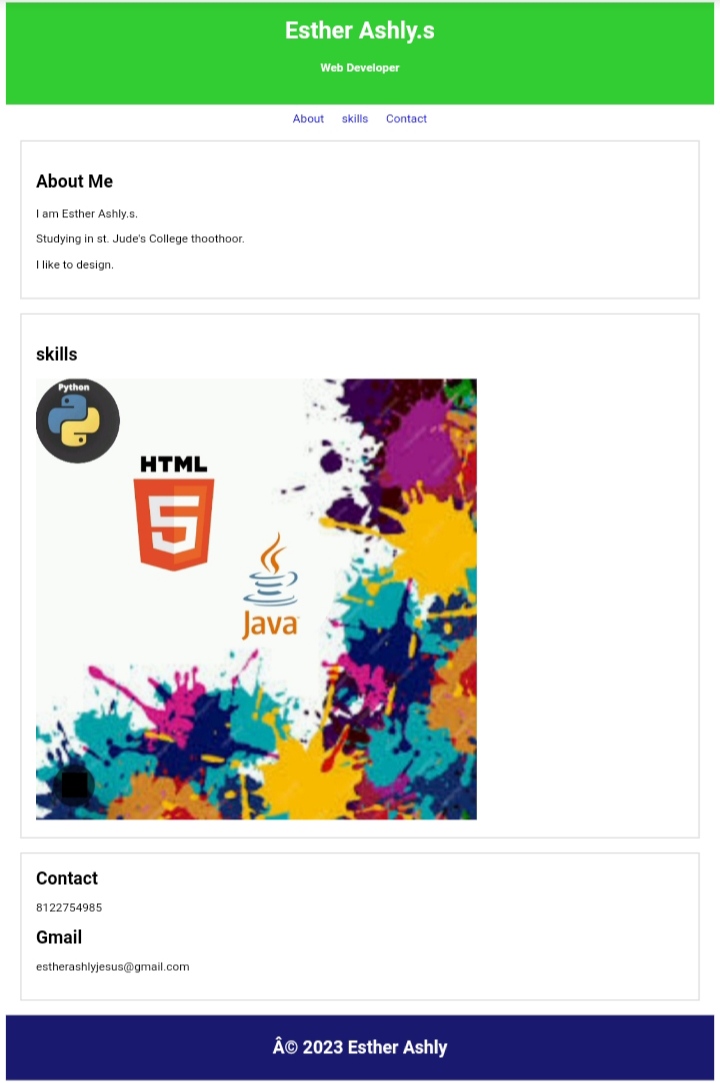 Esther Ashly.s
Web Developer
About skills Contact
About Me
I am Esther Ashly.s.
Studying in st. Jude's College thoothoor.
I like to design.
skills
Python
HTML
5
Java
Contact
8122754985
Gmail
estherashlyjesus@gmail.com
Â© 2023 Esther Ashly